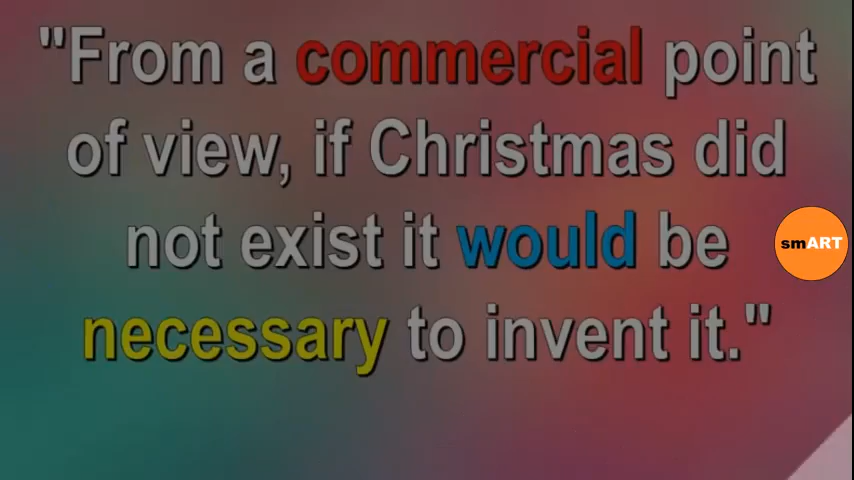 "From a commercial point
of view, if Christmas did
not exist it would be
necessary to invent it."
smART